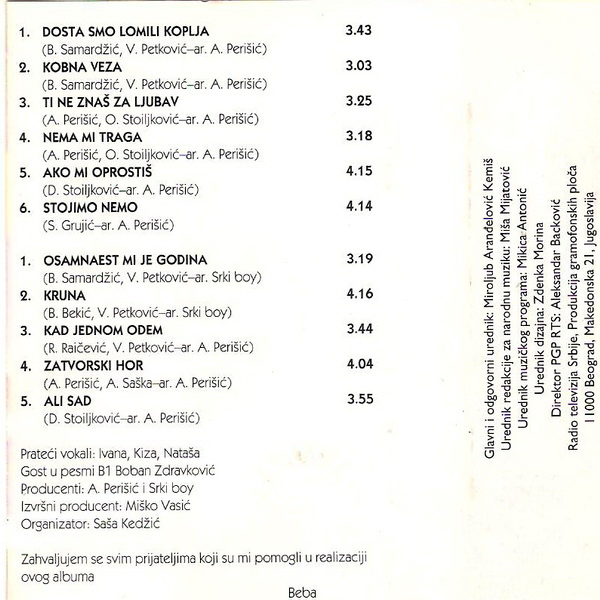 1. DOSTA SMO LOMILI KOPLJA 3.43
(B. Samardžić, V. Petković–ar. A. Perišić)
2. KOBNA VEZA 3.03
(B. Samardžić, V. Petković–ar. A. Perišić)
3. TI NE ZNAŠ ZA LJUBAV 3.25
(A. Perišić, O. Stoiljković–ar. A. Perišić)
4. NEMA MI TRAGA 3.18
(A. Perišić, O. Stoiljković–ar. A. Perišić)
5. AKO MI OPROSTIŠ 4.15
(D. Stoiljković–ar. A. Perišić)
6. STOJIMO NEMO 4.14
(S. Grujić–ar. A. Perišić)
1. OSAMNAEST MI JE GODINA 3.19
(B. Samardžić, V. Petković–ar. Srki boy)
2. KRUNA 4.16
(B. Bekić, V. Petković–ar. Srki boy)
3. KAD JEDNOM ODEM 3.44
(R. Raičević, V. Petković–ar. A. Perišić)
4. ZATVORSKI HOR 4.04
(A. Perišić, A. Saška–ar. A. Perišić)
5. ALI SAD 3.55
(D. Stoiljković–ar. A. Perišić)
Prateći vokali: Ivana, Kiza, Nataša
Gost u pesmi B1 Boban Zdravković
Producenti: A. Perišić i Srki boy
Izvršni producent: Miško Vasić
Organizator: Saša Kedžić
Zahvaljujem se svim prijateljima koji su mi pomogli u realizaciji
ovog albuma
Beba
Glavni i odgovorni urednik: Miroljub Aranđelović Kemiš
Urednik redakcije za narodnu muziku: Miša Mijatović
Urednik muzičkog programa: Mikica Antonić
Urednik dizajna: Zdenka Morina
Direktor PGP RTS: Aleksandar Backović
Radio televizija Srbije, Produkcija gramofonskih ploča
11000 Beograd, Makedonska 21, Jugoslavija